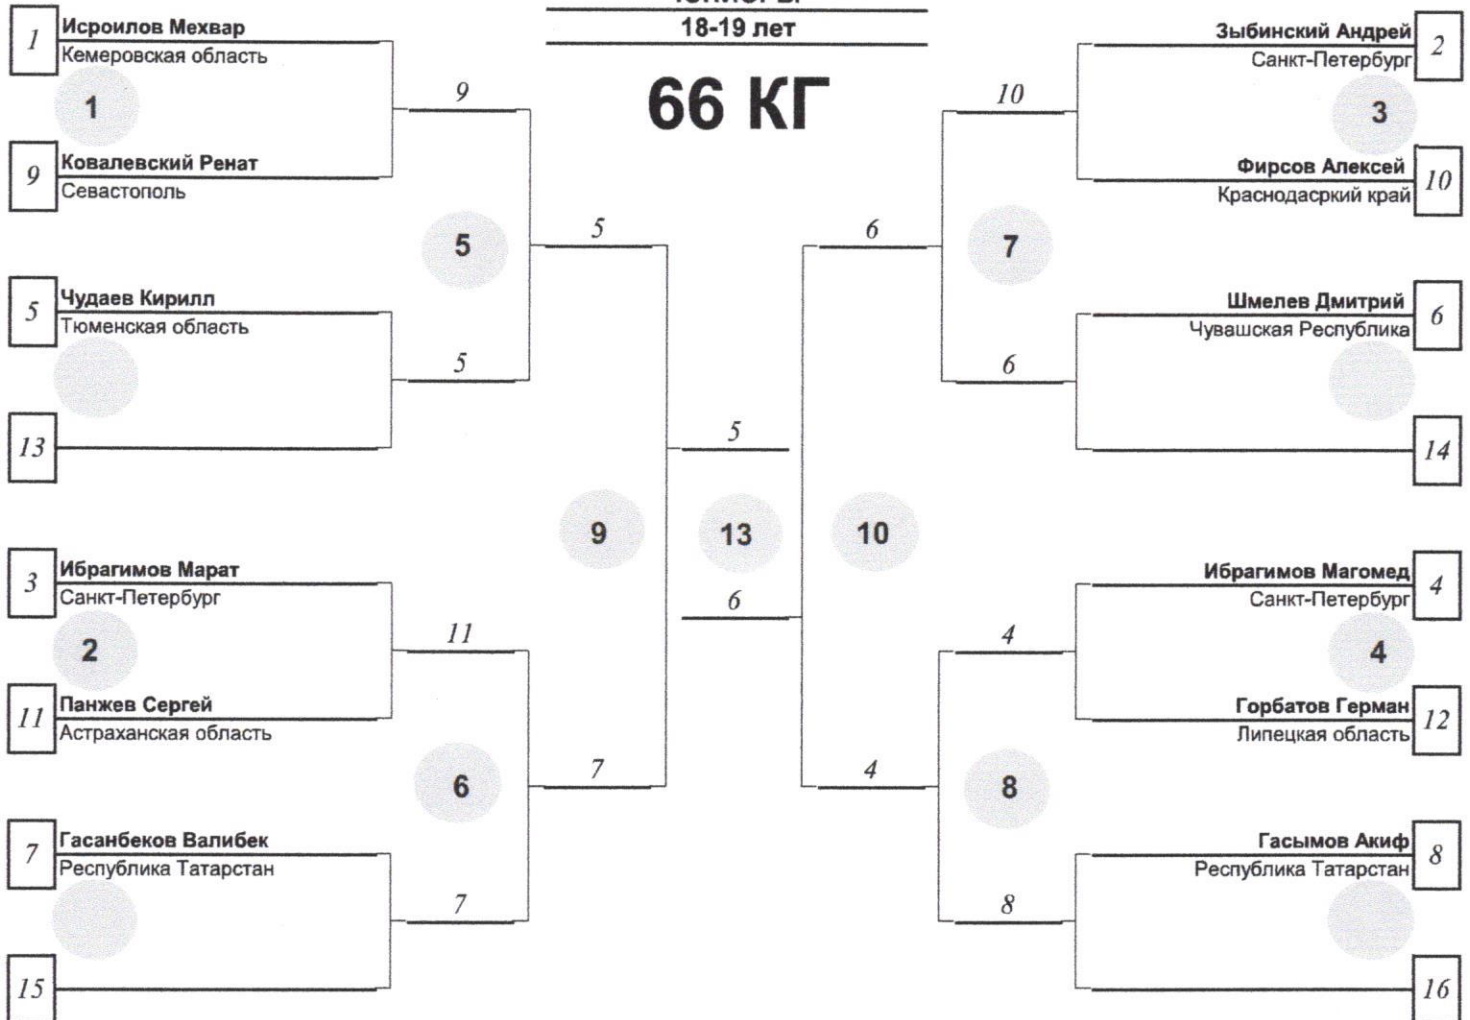 18-19 лет
66 КГ
1
Исроилов Мехвар
Кемеровская область
1
9
Ковалевский Ренат
Севастополь
9
5
5
Чудаев Кирилл
Тюменская область
13
5
5
3
Ибрагимов Марат
Санкт-Петербург
2
11
Панжев Сергей
Астраханская область
11
6
7
Гасанбеков Валибек
Республика Татарстан
15
7
7
9
5
13
6
10
Зыбинский Андрей
Санкт-Петербург
2
3
Фирсов Алексей
Краснодасркий край
10
10
7
6
Шмелев Дмитрий
Чувашская Республика
6
14
6
Ибрагимов Магомед
Санкт-Петербург
4
4
Горбатов Герман
Липецкая область
12
4
8
4
Гасымов Акиф
Республика Татарстан
8
16
8